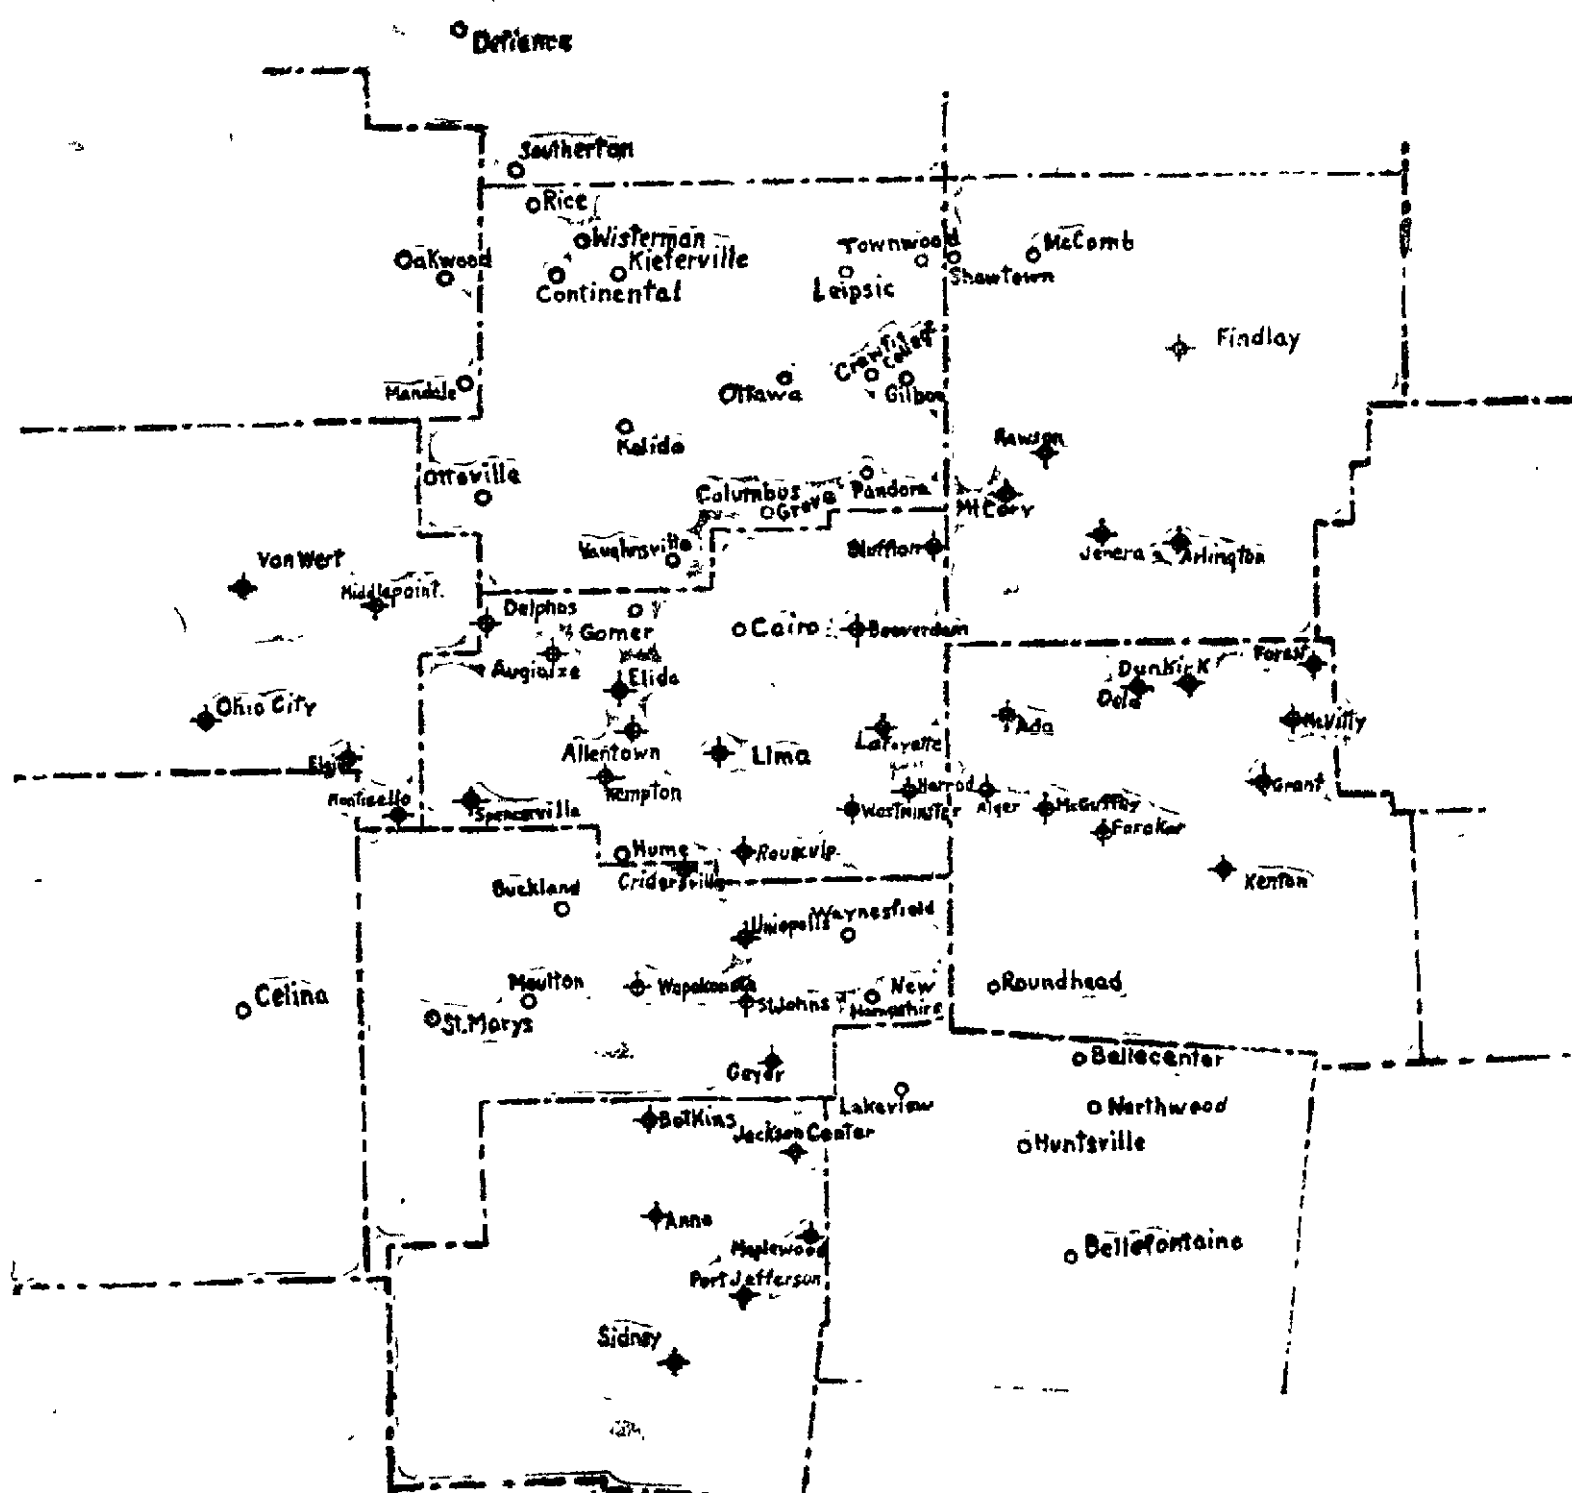 Defiance
Southerton
Rice
Wisterman
Kieferville
Continental
Oakwood
Townwood
McComb
Shawtown
Leipsic
Findlay
Crawfis
College
Gilboa
Ottawa
Mandale
Kalida
Rawson
Ottoville
Columbus
Grove
Pandora
Mt Cory
Vaughnsville
Bluffton
Jenera
Arlington
Van Wert
Middlepoint.
Delphos
Gomer
Cairo
Beaverdam
Auglaize
Elida
Forest
Dunkirk
Dola
Ohio City
Allentown
Lima
Lafayette
Ada
McVitty
Elgin
Kempton
Harrod
Alger
Grant
Monticello
Spencerville
Westminster
McGuffey
Foraker
Hume
Rousculp.
Cridersville
Kenton
Buckland
Uniopolis
Waynesfield
Moulton
Wapakoneta
New
Hampshire
Roundhead
Celina
St. Marys
St Johns
Geyer
Bellecenter
Lakeview
Northwood
Botkins
Jackson Center
Huntsville
Anna
Maplewood
Bellefontaine
Port Jefferson
Sidney